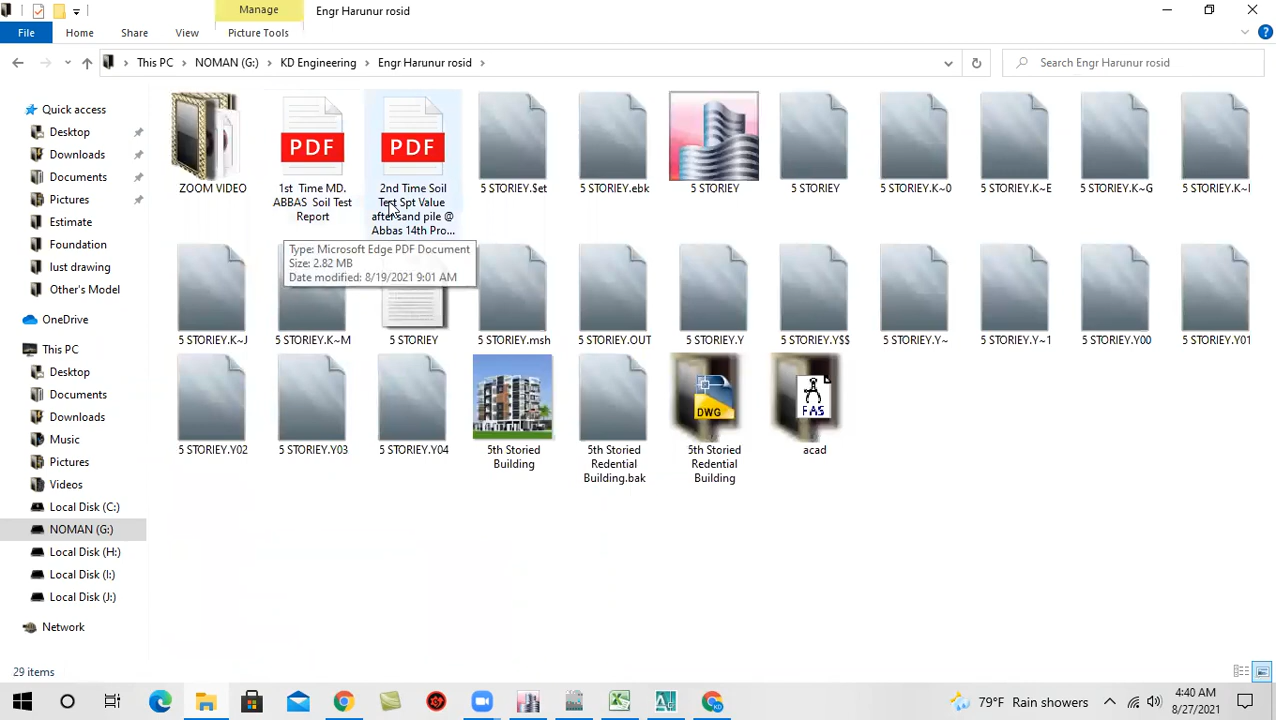 Manage
Engr Harunur rosid
File
Home
Share
View
Picture Tools
This PC
NOMAN (G:)
KD Engineering
Engr Harunur rosid
Search Engr Harunur rosid
Quick access
Desktop
Downloads
Documents
Pictures
Estimate
Foundation
lust drawing
Other's Model
OneDrive
This PC
Desktop
Documents
Downloads
Music
Pictures
Videos
Local Disk (C:)
NOMAN (G:)
Local Disk (H:)
Local Disk (I:)
Local Disk (J:)
Network
PDF
PDF
ZOOM VIDEO
1st Time MD.
ABBAS Soil Test
Report
2nd Time Soil
Test Spt Value
after sand pile @
Abbas 14th Pro...
5 STORIEY.$et
5 STORIEY.ebk
5 STORIEY
5 STORIEY
5 STORIEY.K~0
5 STORIEY.K~E
5 STORIEY.K~G
5 STORIEY.K~I
Type: Microsoft Edge PDF Document
Size: 2.82 MB
Date modified: 8/19/2021 9:01 AM
5 STORIEY.K~J
5 STORIEY.K~M
5 STORIEY
5 STORIEY.msh
5 STORIEY.OUT
5 STORIEY.Y
5 STORIEY.Y$$
5 STORIEY.Y~
5 STORIEY.Y~1
5 STORIEY.Y00
5 STORIEY.Y01
DWG
FAS
5 STORIEY.Y02
5 STORIEY.Y03
5 STORIEY.Y04
5th Storied
Building
5th Storied
Redential
Building.bak
5th Storied
Redential
Building
acad
29 items
79°F Rain showers
4:40 AM
8/27/2021